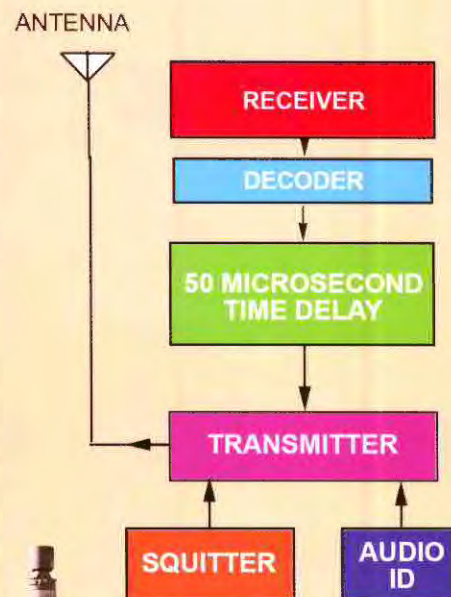 ANTENNA
RECEIVER
DECODER
50 MICROSECOND
TIME DELAY
TRANSMITTER
SQUITTER
AUDIO
ID